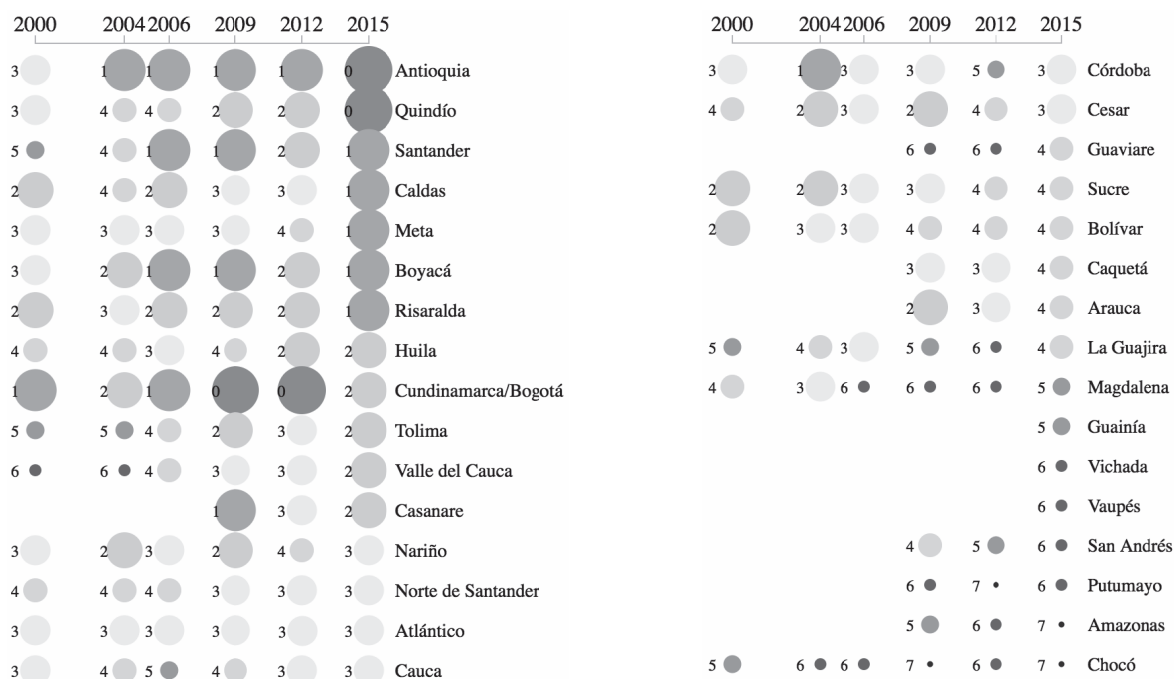 2000 2004 2006 2009 2012 2015
3 1 1 1 1 0 Antioquia
3 4 4 2 2 0 Quindío
5 4 1 1 2 1 Santander
2 4 2 3 3 1 Caldas
3 3 3 3 4 1 Meta
3 2 1 1 2 1 Boyacá
2 3 2 2 2 1 Risaralda
4 4 3 4 2 2 Huila
1 2 1 0 0 2 Cundinamarca/Bogotá
5 5 4 2 3 2 Tolima
6 6 4 3 3 2 Valle del Cauca
1 3 2 Casanare
3 2 3 2 4 3 Nariño
4 4 4 3 3 3 Norte de Santander
3 3 3 3 3 3 Atlántico
3 4 5 4 3 3 Cauca
2000 2004 2006 2009 2012 2015
3 1 3 3 5 3 Córdoba
4 2 3 2 4 3 Cesar
6 6 4 Guaviare
2 2 3 3 4 4 Sucre
2 3 3 4 4 4 Bolívar
3 3 4 Caquetá
2 3 4 Arauca
5 4 3 5 6 4 La Guajira
4 3 6 6 6 5 Magdalena
5 Guainía
6 Vichada
6 Vaupés
4 5 6 San Andrés
6 7 6 Putumayo
5 6 7 Amazonas
5 6 6 7 6 7 Chocó